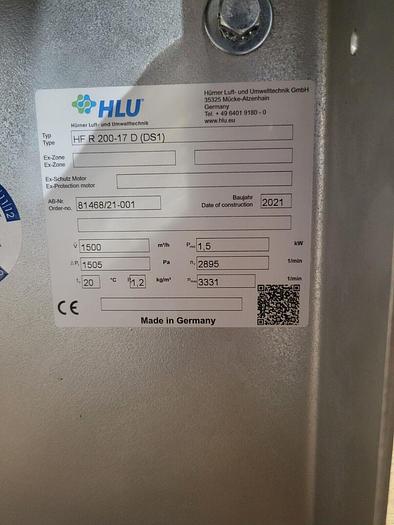 HLU
Hürner Luft- und Umwelttechnik
Hürner Luft- und Umwelttechnik GmbH
35325 Mücke-Atzenhain
Germany
Tel. + 49 6401 9180 - 0
www.hlu.eu
Typ
Type HF R 200-17 D (DS1)
Ex-Zone
Ex-Zone
Ex-Schutz Motor
Ex-Protection motor
AB-Nr.
Order-no. 81468/21-001
Baujahr
Date of construction 2021
V̇ 1500 m³/h
1,5 kW
1505 Pa
2895 1/min
20 °C 1,2 kg/m³
3331 1/min
CE
Made in Germany